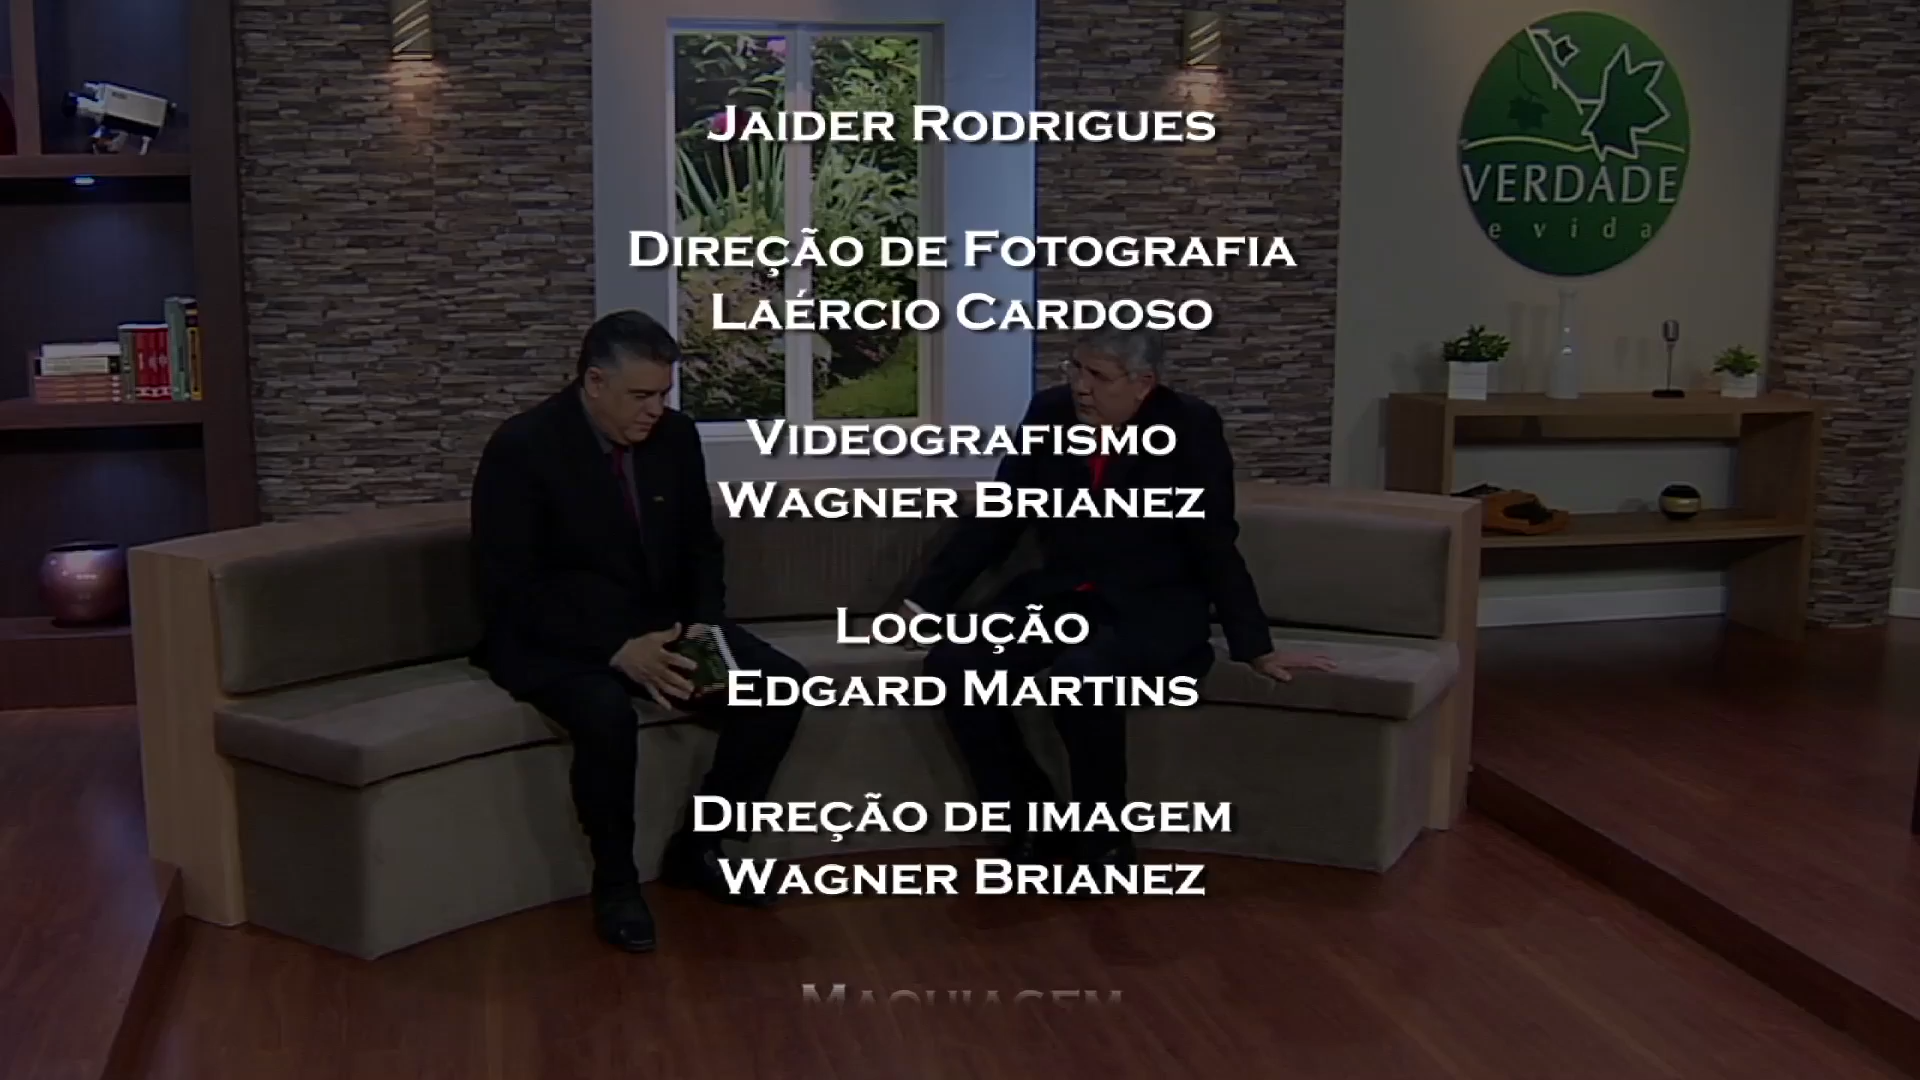 Jaider Rodrigues
Direção de Fotografia
Laércio Cardoso
Videografismo
Wagner Brianez
Locução
Edgard Martins
Direção de imagem
Wagner Brianez
Maquiagem
VERDADE
e vida